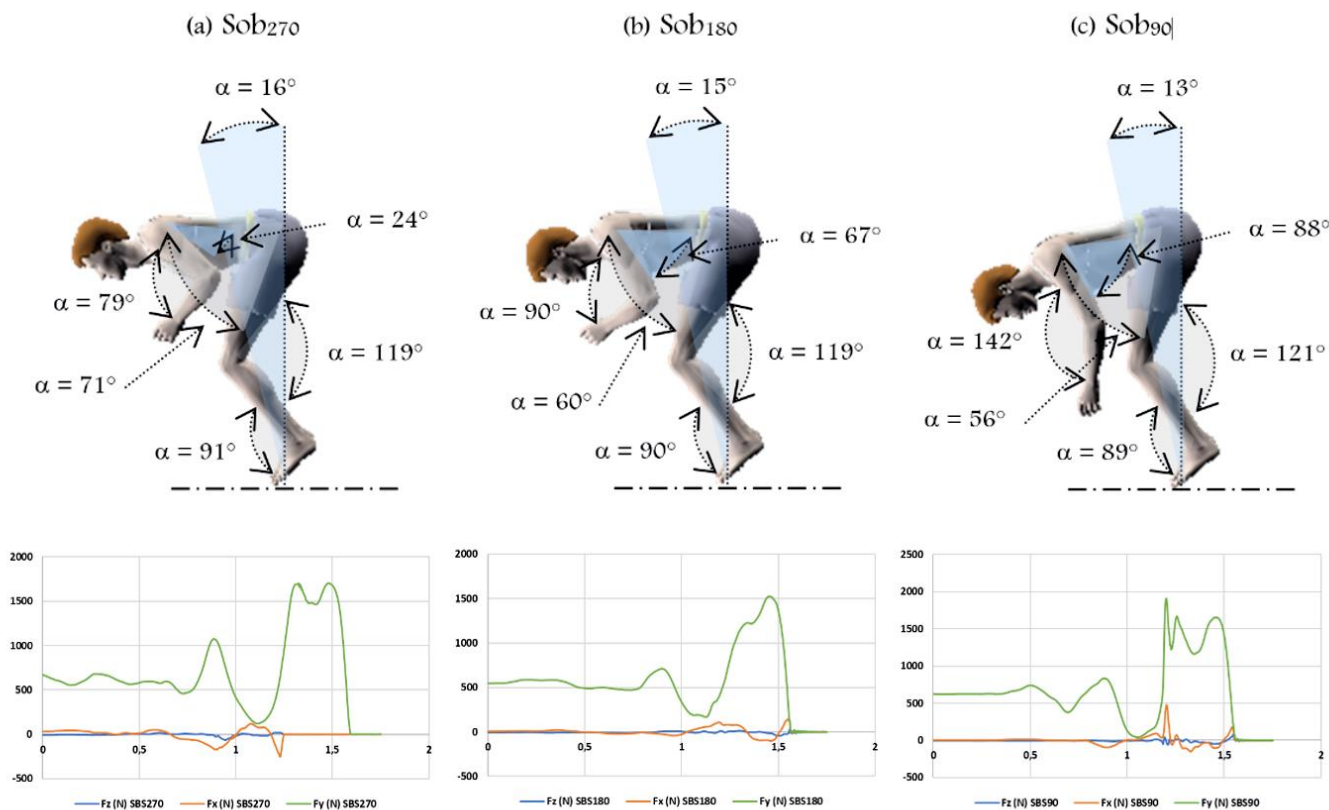 (a) Sob270
(b) Sob180
(c) Sob90
α = 16°
α = 24°
α = 79°
α = 119°
α = 71°
α = 91°
α = 15°
α = 67°
α = 90°
α = 119°
α = 60°
α = 90°
α = 13°
α = 88°
α = 142°
α = 121°
α = 56°
α = 89°
2000
1500
1000
500
0
-500
0
0,5
1
1,5
2
Fz (N) SBS270
Fx (N) SBS270
Fy (N) SBS270
2000
1500
1000
500
0
-500
0
0,5
1
1,5
2
Fz (N) SBS180
Fx (N) SBS180
Fy (N) SBS180
2500
2000
1500
1000
500
0
-500
0
0,5
1
1,5
2
Fz (N) SBS90
Fx (N) SBS90
Fy (N) SBS90